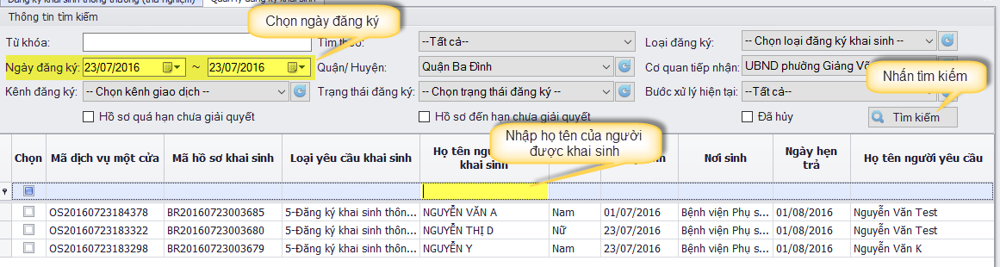 Đăng ký khai sinh thông thường (thử nghiệm) Quản lý đăng ký khai sinh
Thông tin tìm kiếm
Chọn ngày đăng ký
Từ khóa: Tìm theo: --Tất cả-- Loại đăng ký: -- Chọn loại đăng ký khai sinh --
Ngày đăng ký: 23/07/2016 ~ 23/07/2016 Quận/ Huyện: Quận Ba Đình Cơ quan tiếp nhận: UBND phường Giảng Võ
Nhấn tìm kiếm
Kênh đăng ký: -- Chọn kênh giao dịch -- Trạng thái đăng ký: -- Chọn trạng thái đăng ký -- Bước xử lý hiện tại: --Tất cả--
Hồ sơ quá hạn chưa giải quyết Hồ sơ đến hạn chưa giải quyết Đã hủy Tìm kiếm
Nhập họ tên của người
được khai sinh
Chọn Mã dịch vụ một cửa Mã hồ sơ khai sinh Loại yêu cầu khai sinh Họ tên ngư Nơi sinh Ngày hẹn Họ tên người yêu cầu
khai sinh trả
OS20160723184378 BR20160723003685 5-Đăng ký khai sinh thôn... NGUYỄN VĂN A Nam 01/07/2016 Bệnh viện Phụ s... 01/08/2016 Nguyễn Văn Test
OS20160723183322 BR20160723003680 5-Đăng ký khai sinh thôn... NGUYỄN THỊ D Nữ 23/07/2016 Bệnh viện Phụ s... 01/08/2016 Nguyễn Văn Test
OS20160723183298 BR20160723003679 5-Đăng ký khai sinh thôn... NGUYỄN Y Nam 23/07/2016 Bệnh viện Phụ s... 01/08/2016 Nguyễn Văn K